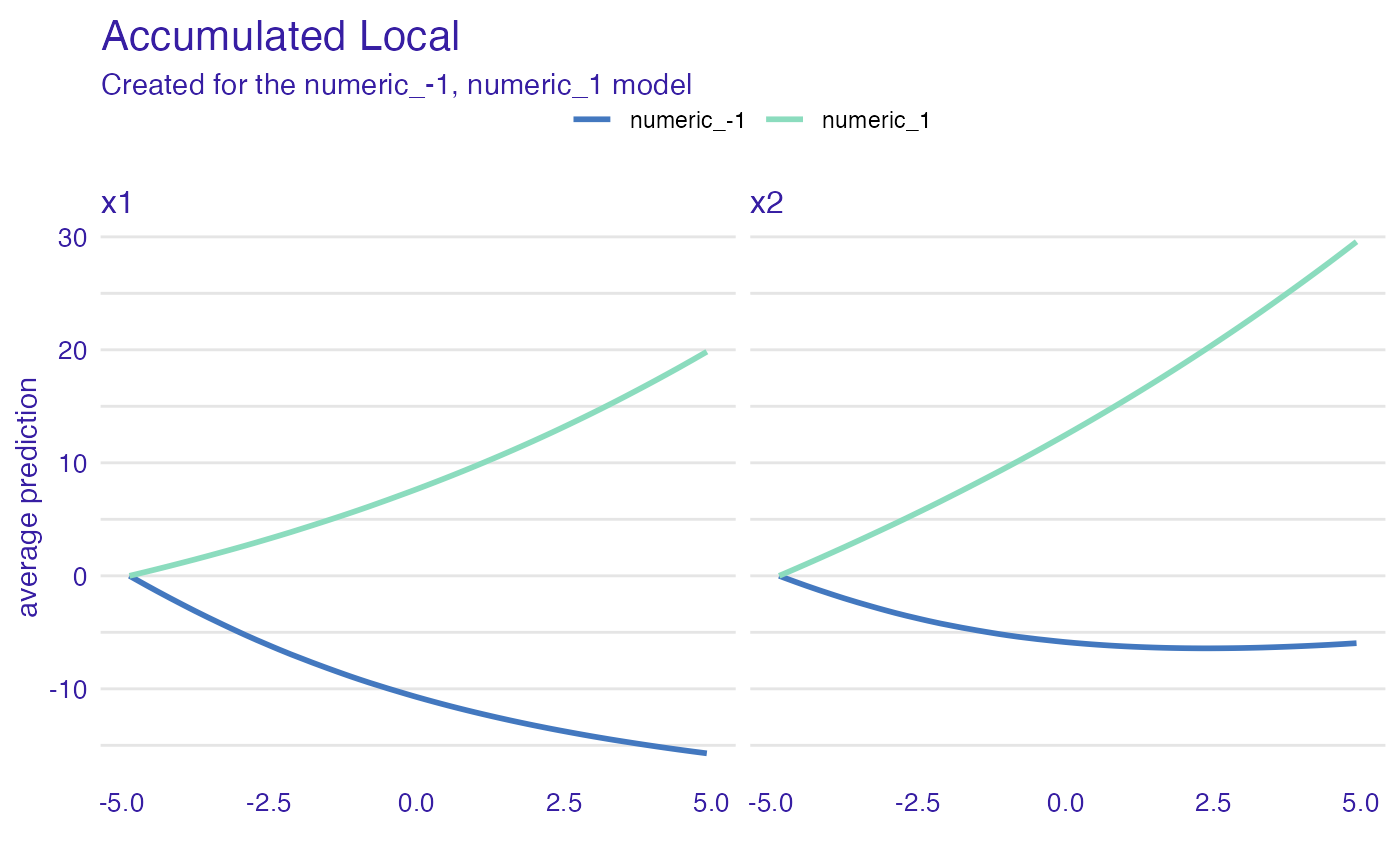 Accumulated Local
Created for the numeric_-1, numeric_1 model
numeric_-1 numeric_1
x1 x2
average prediction
30
20
10
0
-10
-5.0 -2.5 0.0 2.5 5.0 -5.0 -2.5 0.0 2.5 5.0